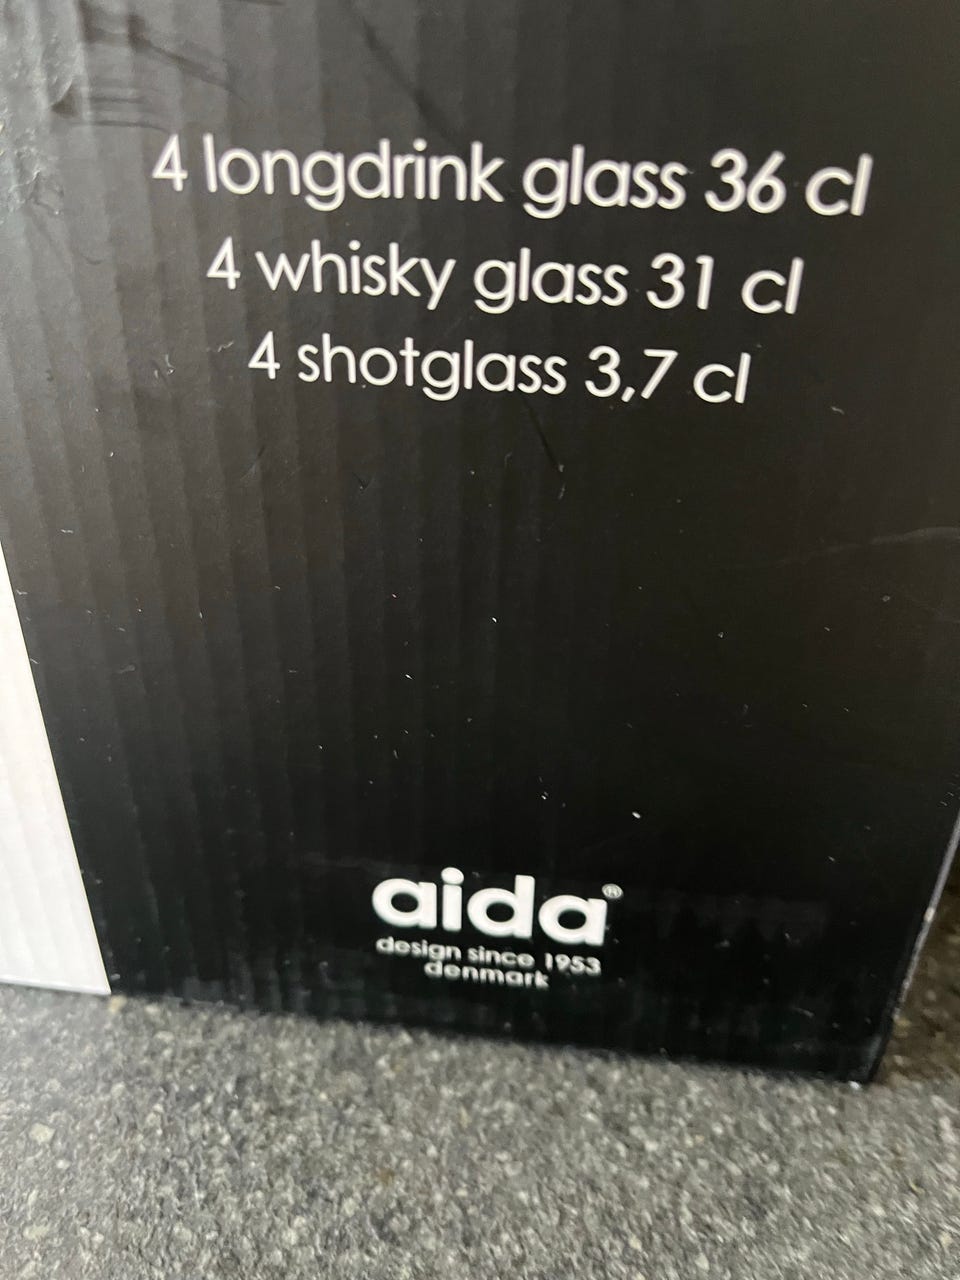 4 longdrink glass 36 cl
4 whisky glass 31 cl
4 shotglass 3,7 cl
aida®
design since 1953
denmark